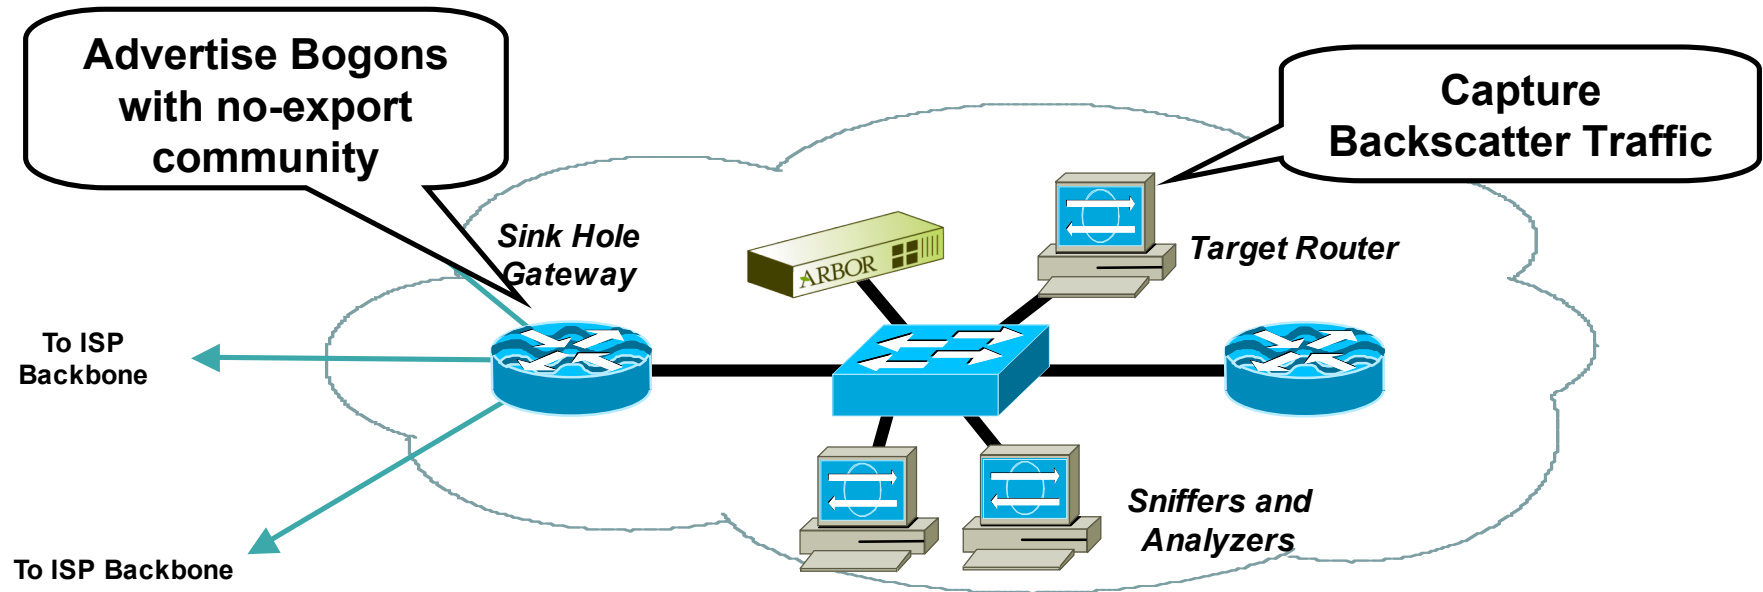 Advertise Bogons
with no-export
community
Capture
Backscatter Traffic
Sink Hole
Gateway
ARBOR
Target Router
To ISP
Backbone
Sniffers and
Analyzers
To ISP Backbone